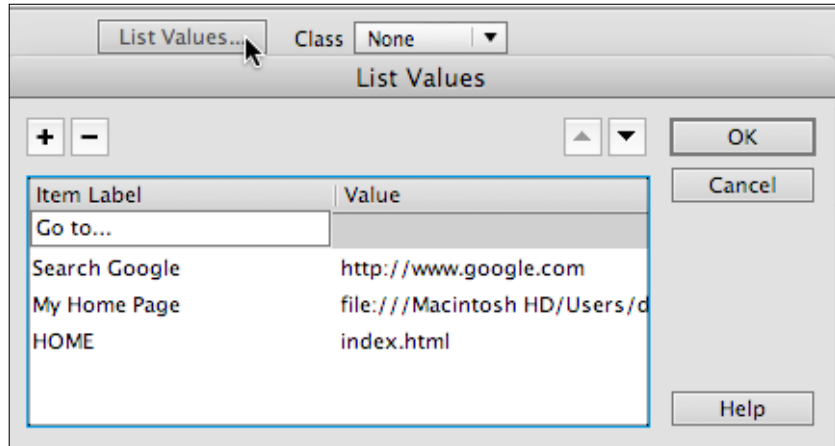 List Values... Class None
List Values
+ - OK
Cancel
Item Label Value
Go to...
Search Google http://www.google.com
My Home Page file:///Macintosh HD/Users/d
HOME index.html
Help